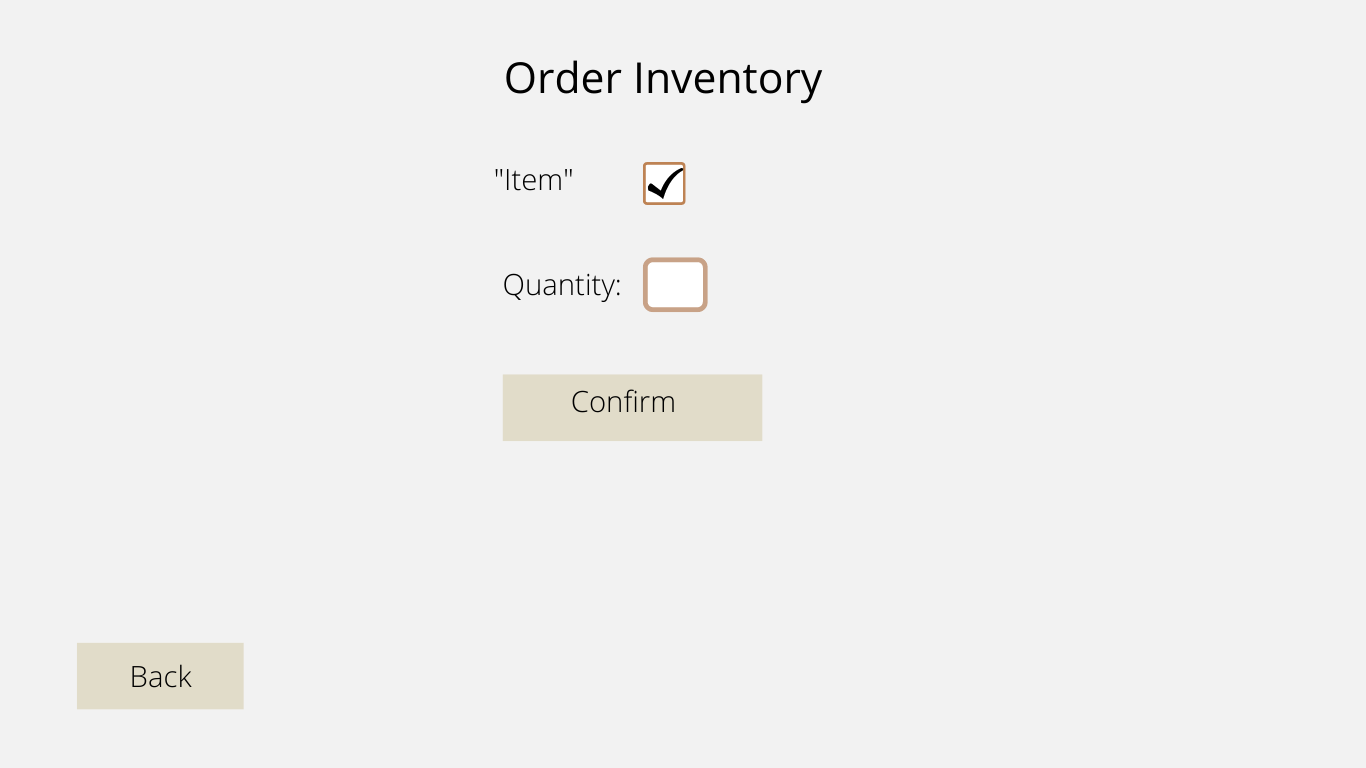 Order Inventory
"Item"
Quantity:
Confirm
Back